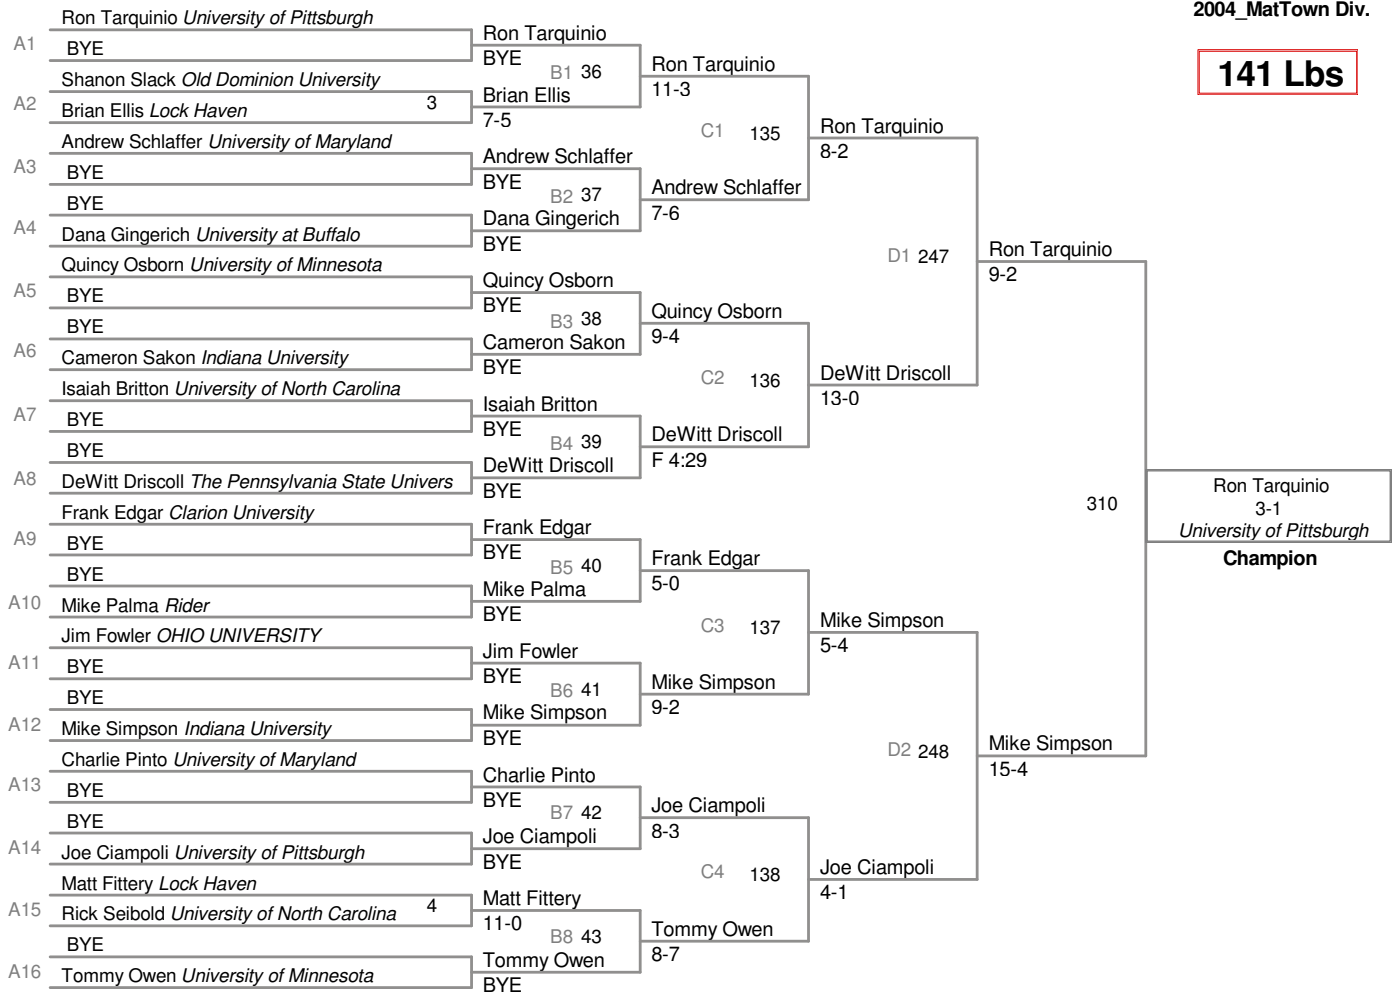 2004_MatTown Div.
141 Lbs
A1
Ron Tarquinio University of Pittsburgh
BYE
A2
Shanon Slack Old Dominion University
Brian Ellis Lock Haven
3
A3
Andrew Schlaffer University of Maryland
BYE
A4
BYE
Dana Gingerich University at Buffalo
A5
Quincy Osborn University of Minnesota
BYE
A6
BYE
Cameron Sakon Indiana University
A7
Isaiah Britton University of North Carolina
BYE
A8
BYE
DeWitt Driscoll The Pennsylvania State Univers
A9
Frank Edgar Clarion University
BYE
A10
BYE
Mike Palma Rider
A11
Jim Fowler OHIO UNIVERSITY
BYE
A12
BYE
Mike Simpson Indiana University
A13
Charlie Pinto University of Maryland
BYE
A14
BYE
Joe Ciampoli University of Pittsburgh
A15
Matt Fittery Lock Haven
Rick Seibold University of North Carolina
4
A16
BYE
Tommy Owen University of Minnesota
Ron Tarquinio
BYE
B1 36
Brian Ellis
7-5
Andrew Schlaffer
BYE
B2 37
Dana Gingerich
BYE
Quincy Osborn
BYE
B3 38
Cameron Sakon
BYE
Isaiah Britton
BYE
B4 39
DeWitt Driscoll
BYE
Frank Edgar
BYE
B5 40
Mike Palma
BYE
Jim Fowler
BYE
B6 41
Mike Simpson
BYE
Charlie Pinto
BYE
B7 42
Joe Ciampoli
BYE
Matt Fittery
11-0
B8 43
Tommy Owen
BYE
Ron Tarquinio
11-3
C1 135
Andrew Schlaffer
7-6
Quincy Osborn
9-4
C2 136
DeWitt Driscoll
F 4:29
Frank Edgar
5-0
C3 137
Mike Simpson
9-2
Joe Ciampoli
8-3
C4 138
Tommy Owen
8-7
Ron Tarquinio
8-2
D1 247
DeWitt Driscoll
13-0
Mike Simpson
5-4
D2 248
Joe Ciampoli
4-1
Ron Tarquinio
9-2
310
Mike Simpson
15-4
Ron Tarquinio
3-1
University of Pittsburgh
Champion